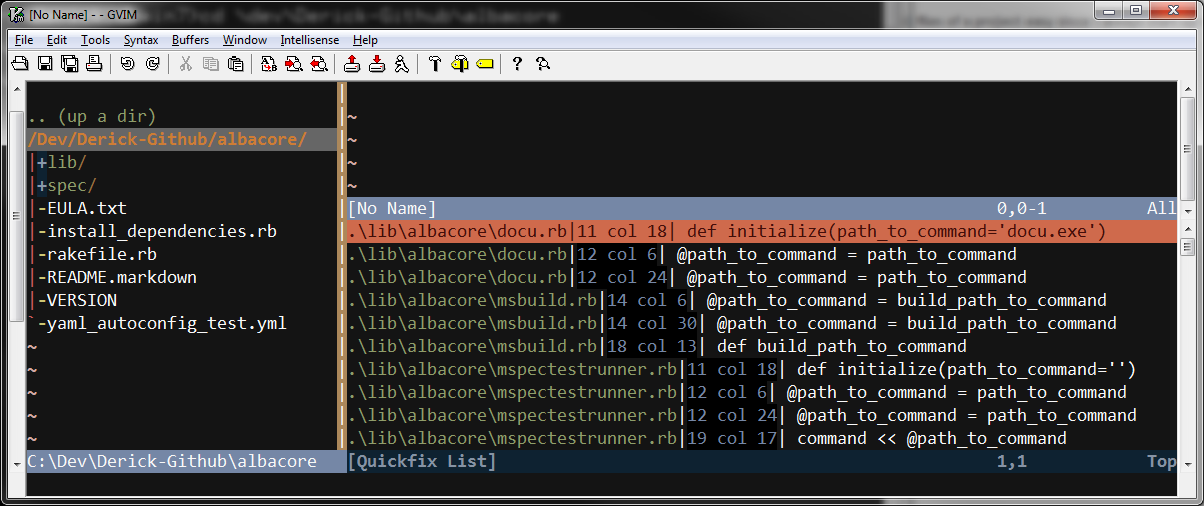 [No Name] - - GVIM
File Edit Tools Syntax Buffers Window Intellisense Help
.. (up a dir)
/Dev/Derick-Github/albacore/
|+lib/
|+spec/
|-EULA.txt
|-install_dependencies.rb
|-rakefile.rb
|-README.markdown
|-VERSION
`-yaml_autoconfig_test.yml
~
~
~
~
~
C:\Dev\Derick-Github\albacore
~
~
~
~
[No Name] 0,0-1 All
.\lib\albacore\docu.rb|11 col 18| def initialize(path_to_command='docu.exe')
.\lib\albacore\docu.rb|12 col 6| @path_to_command = path_to_command
.\lib\albacore\docu.rb|12 col 24| @path_to_command = path_to_command
.\lib\albacore\msbuild.rb|14 col 6| @path_to_command = build_path_to_command
.\lib\albacore\msbuild.rb|14 col 30| @path_to_command = build_path_to_command
.\lib\albacore\msbuild.rb|18 col 13| def build_path_to_command
.\lib\albacore\mspectestrunner.rb|11 col 18| def initialize(path_to_command='')
.\lib\albacore\mspectestrunner.rb|12 col 6| @path_to_command = path_to_command
.\lib\albacore\mspectestrunner.rb|12 col 24| @path_to_command = path_to_command
.\lib\albacore\mspectestrunner.rb|19 col 17| command << @path_to_command
[Quickfix List] 1,1 Top